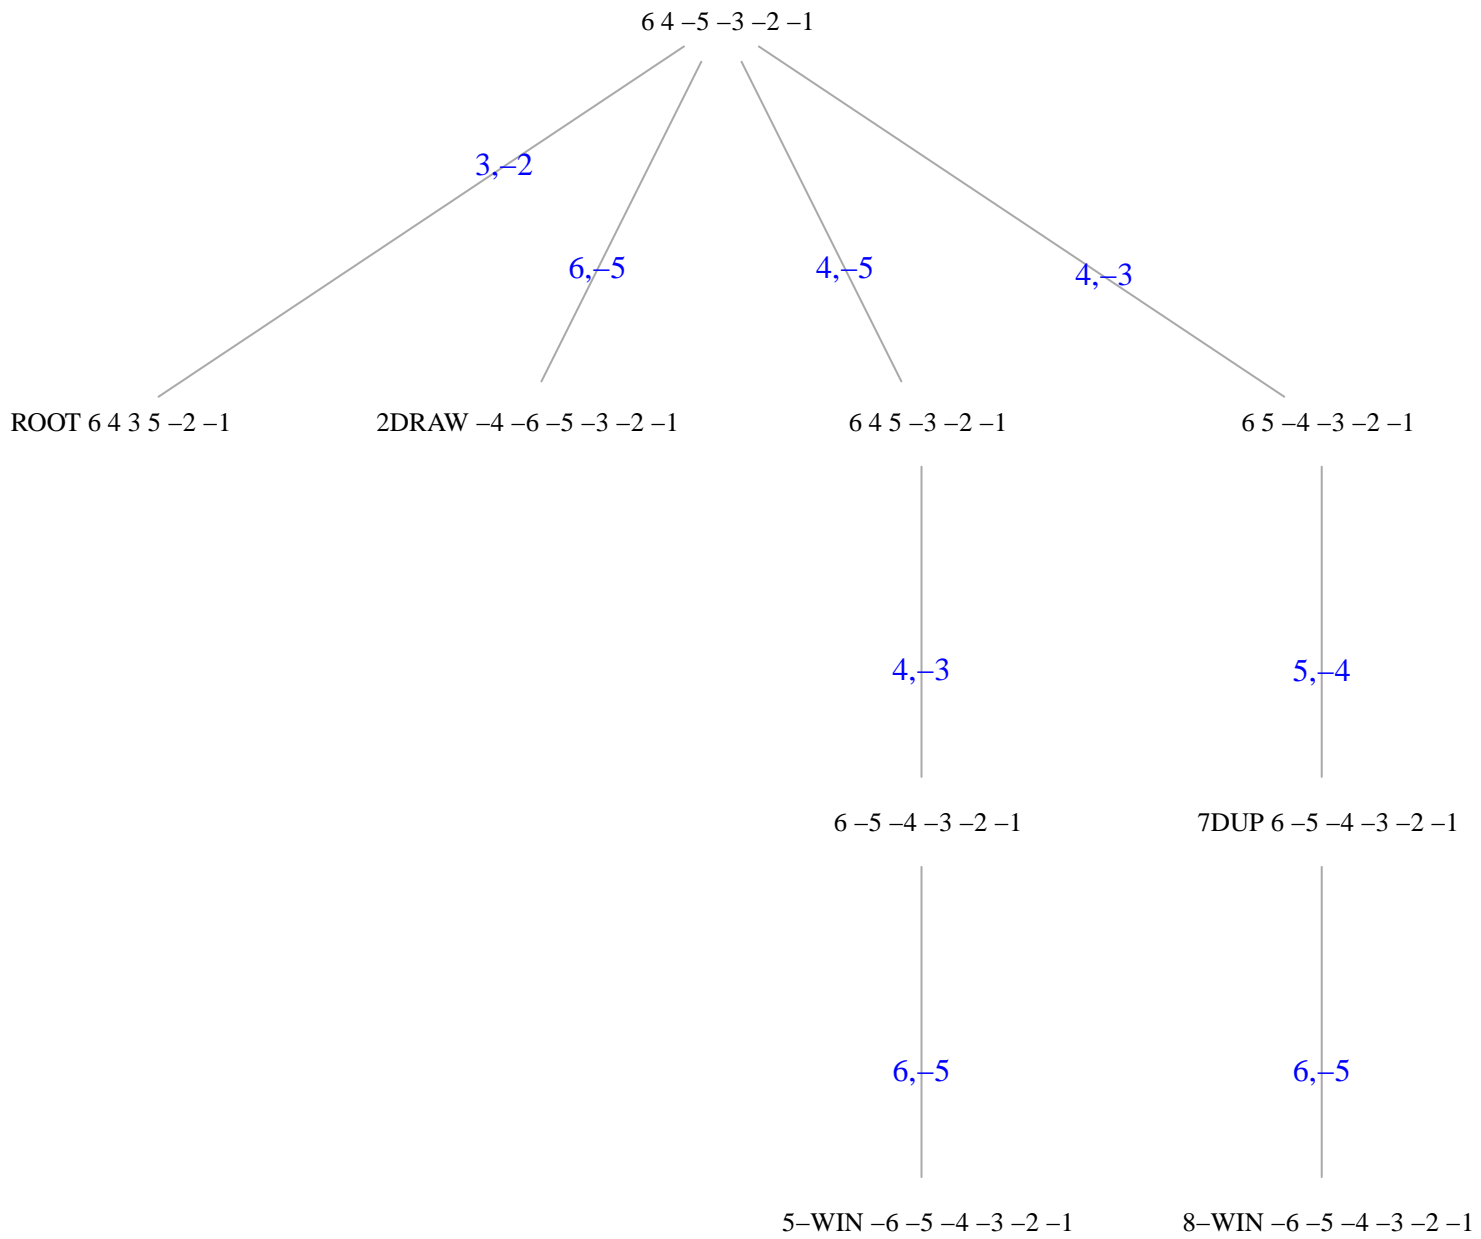 6 4 –5 –3 –2 –1
3,–2
6,–5
4,–5
4,–3
ROOT 6 4 3 5 –2 –1
2DRAW –4 –6 –5 –3 –2 –1
6 4 5 –3 –2 –1
6 5 –4 –3 –2 –1
4,–3
5,–4
6 –5 –4 –3 –2 –1
7DUP 6 –5 –4 –3 –2 –1
6,–5
6,–5
5–WIN –6 –5 –4 –3 –2 –1
8–WIN –6 –5 –4 –3 –2 –1